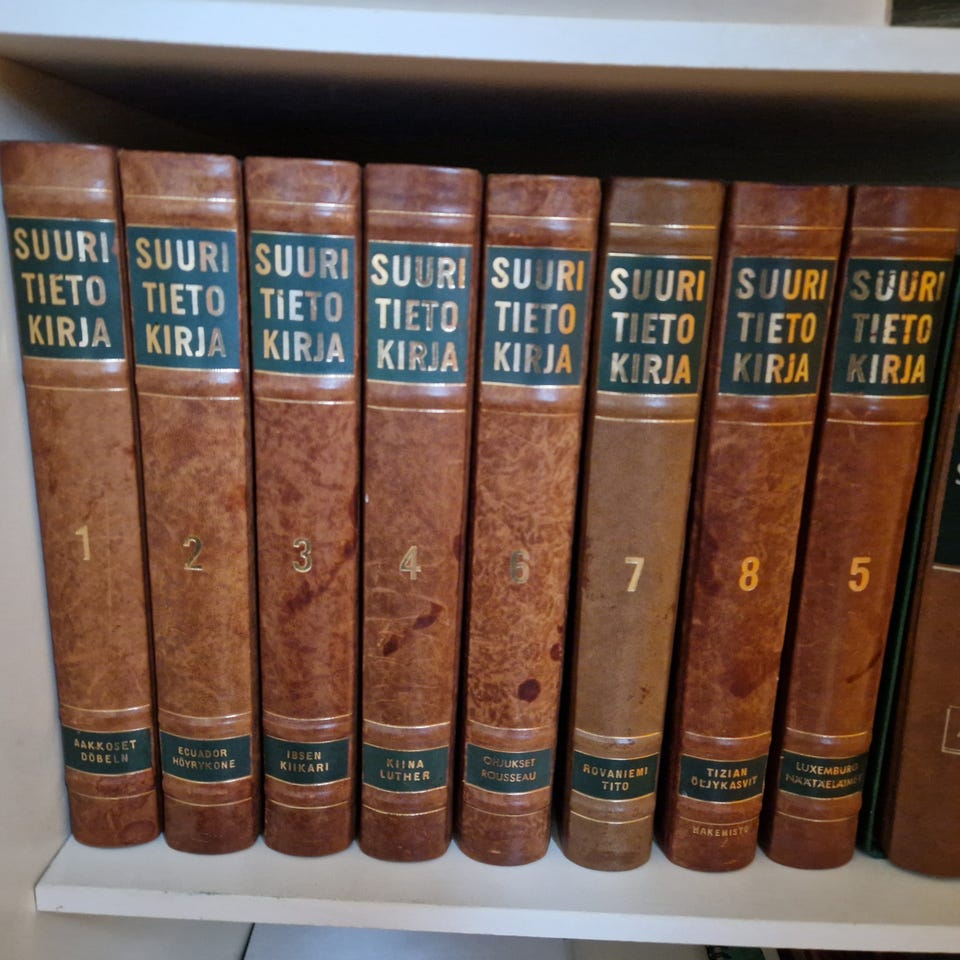 SUURI
TIETO
KIRJA
1
AAKKOSET
DÖBELN
SUURI
TIETO
KIRJA
2
ECUADOR
HÖYRYKONE
SUURI
TIETO
KIRJA
3
IBSEN
KIIKARI
SUURI
TIETO
KIRJA
4
KIINA
LUTHER
SUURI
TIETO
KIRJA
6
OHJUKSET
ROUSSEAU
SUURI
TIETO
KIRJA
7
ROVANIEMI
TITO
SUURI
TIETO
KIRJA
8
TIZIAN
ÖLJYKASVIT
HAKEMISTO
SUURI
TIETO
KIRJA
5
LUXEMBURG
NÄÄTÄELÄIMET